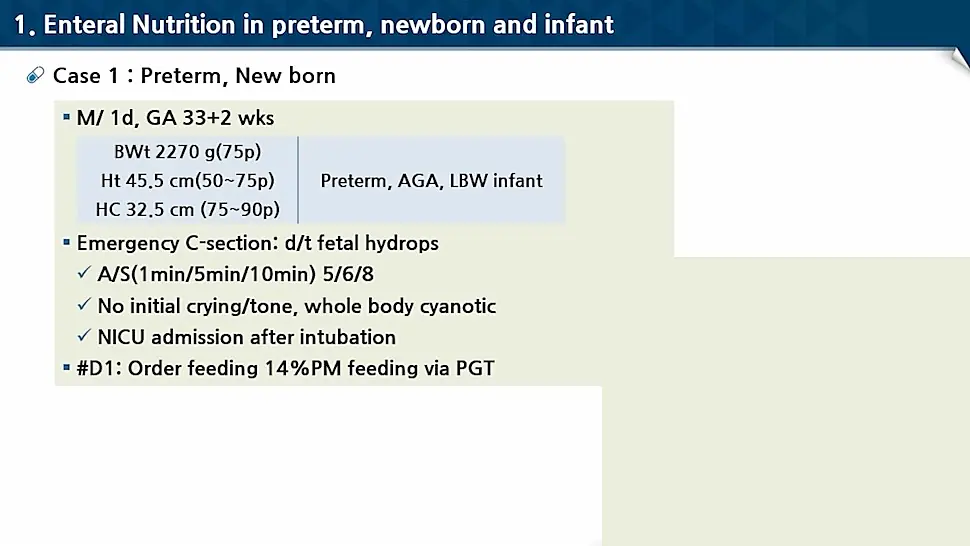 1. Enteral Nutrition in preterm, newborn and infant
Case 1 : Preterm, New born
M/ 1d, GA 33+2 wks
BWt 2270 g(75p)
Ht 45.5 cm(50~75p)
HC 32.5 cm (75~90p)
Preterm, AGA, LBW infant
Emergency C-section: d/t fetal hydrops
✓ A/S(1min/5min/10min) 5/6/8
✓ No initial crying/tone, whole body cyanotic
✓ NICU admission after intubation
#D1: Order feeding 14%PM feeding via PGT